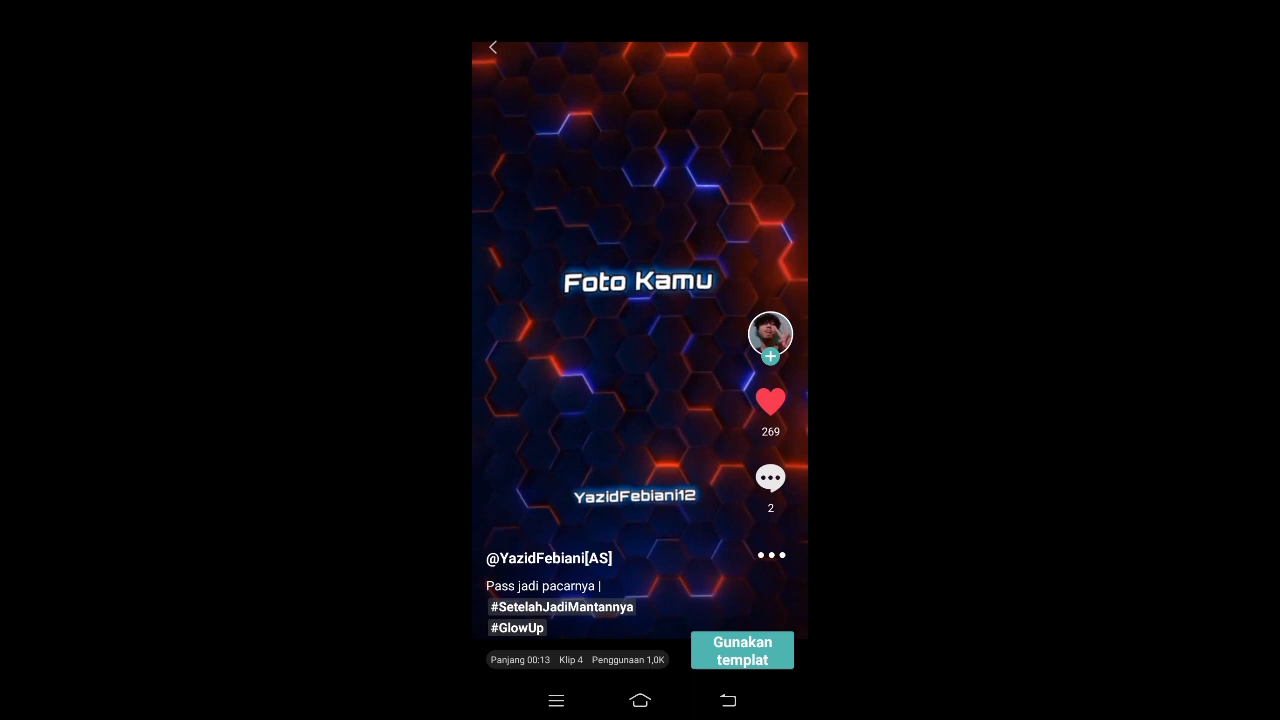 Foto Kamu
269
2
YazidFebiani12
@YazidFebiani[AS]
Pass jadi pacarnya |
#SetelahJadiMantannya
#GlowUp
Gunakan
templat
Panjang 00:13 Klip 4 Penggunaan 1,0K